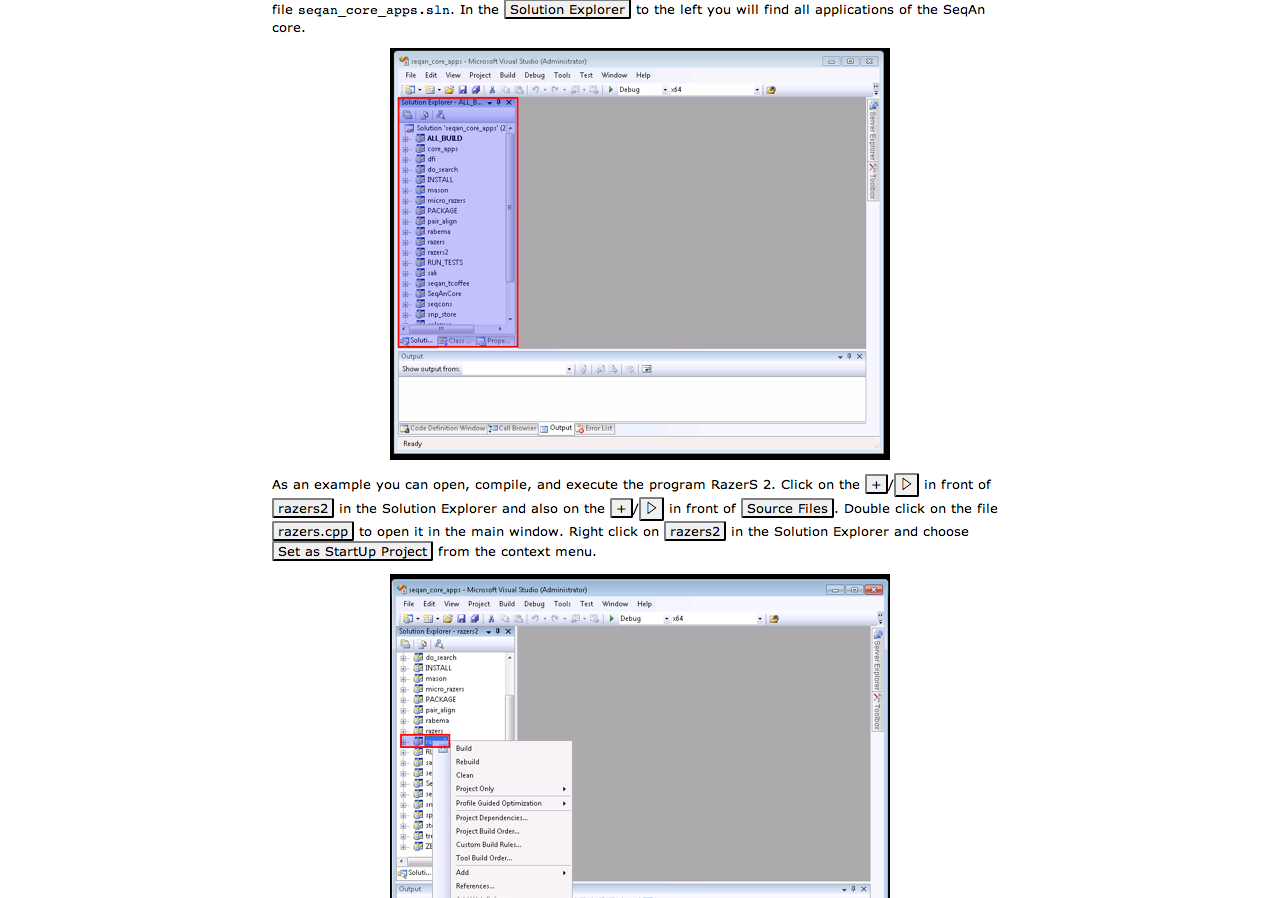 file seqan_core_apps.sln. In the Solution Explorer to the left you will find all applications of the SeqAn
core.
seqan_core_apps - Microsoft Visual Studio (Administrator)
File Edit View Project Build Debug Tools Test Window Help
Debug x64
Solution Explorer - ALL_B...
Solution 'seqan_core_apps' (2
ALL_BUILD
core_apps
dfi
do_search
INSTALL
mason
micro_razers
PACKAGE
pair_align
rabema
razers
razers2
RUN_TESTS
sak
seqan_tcoffee
SeqAnCore
seqcons
snp_store
Soluti... Class ... Prope...
Server Explorer
Toolbox
Output
Show output from:
Code Definition Window Call Browser Output Error List
Ready
As an example you can open, compile, and execute the program RazerS 2. Click on the + / ▷ in front of
razers2 in the Solution Explorer and also on the + / ▷ in front of Source Files. Double click on the file
razers.cpp to open it in the main window. Right click on razers2 in the Solution Explorer and choose
Set as StartUp Project from the context menu.
seqan_core_apps - Microsoft Visual Studio (Administrator)
File Edit View Project Build Debug Tools Test Window Help
Debug x64
Solution Explorer - razers2
do_search
INSTALL
mason
micro_razers
PACKAGE
pair_align
rabema
razers
RU
sa
se
Se
se
sn
sp
st
tr
ZE
Soluti...
Build
Rebuild
Clean
Project Only
Profile Guided Optimization
Project Dependencies...
Project Build Order...
Custom Build Rules...
Tool Build Order...
Add
References...
Server Explorer
Toolbox
Output